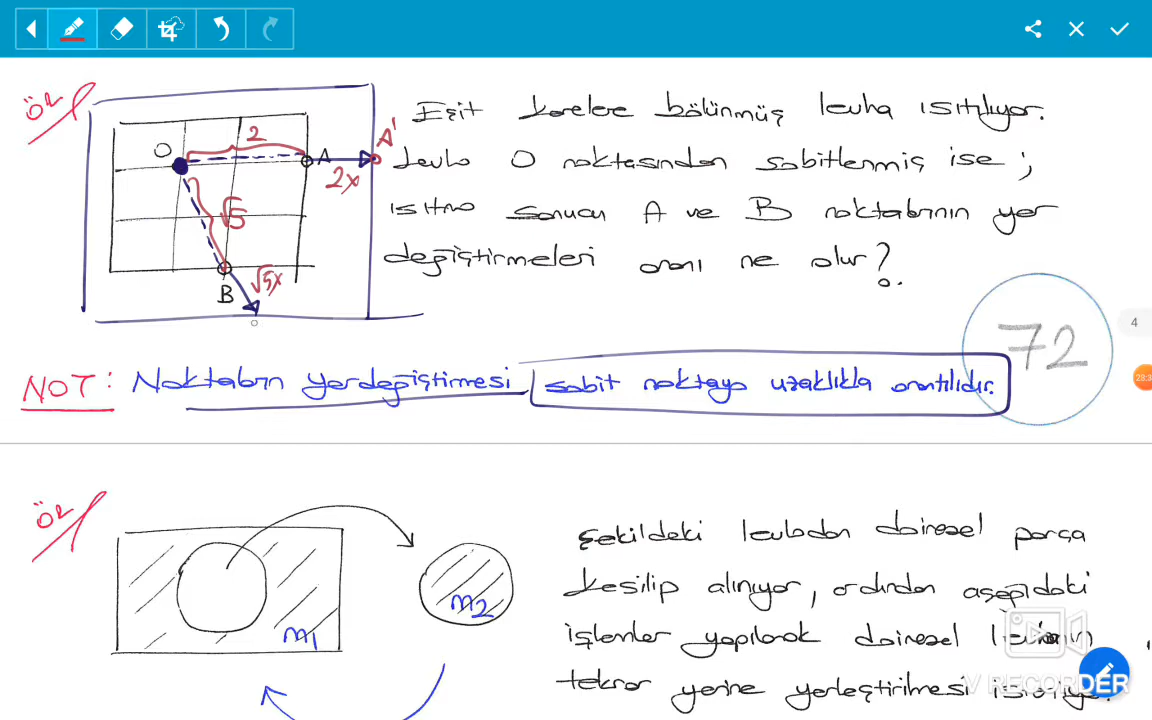 ÖR
Eşit karelere bölünmüş levha ısıtılıyor.
O
2
A
A'
2x
Levha O noktasından sabitlenmiş ise;
√5
ısıtma sonucu A ve B noktalarının yer
değiştirmeleri oranı ne olur?
B
√5x
72
4
NOT: Noktaların yerdeğiştirmesi sabit noktaya uzaklıkla orantılıdır.
ÖR
Şekildeki levhadan dairesel parça
kesilip alınıyor, ardından aşağıdaki
m2
m1
işlemler yapılarak dairesel
tekrar yerine yerleştirilmesi
V RECORDER